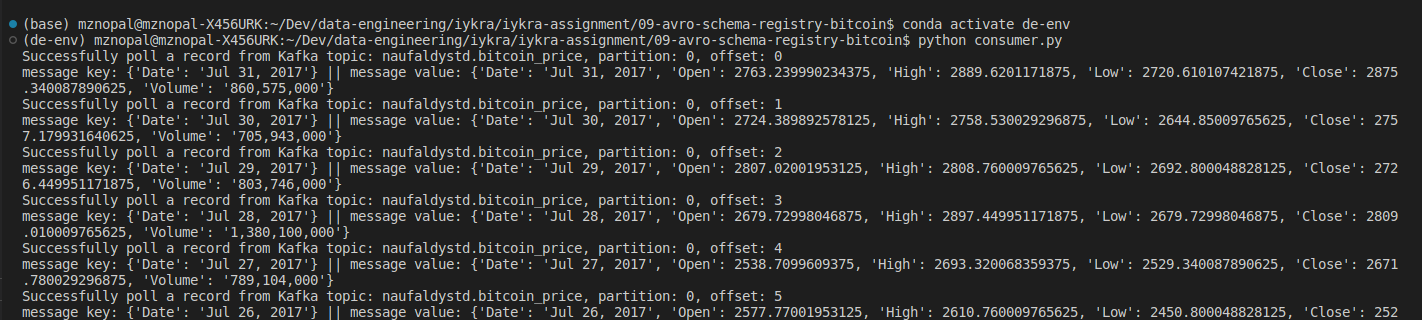 (base) mznopal@mznopal-X456URK:~/Dev/data-engineering/iykra/iykra-assignment/09-avro-schema-registry-bitcoin$ conda activate de-env
(de-env) mznopal@mznopal-X456URK:~/Dev/data-engineering/iykra/iykra-assignment/09-avro-schema-registry-bitcoin$ python consumer.py
Successfully poll a record from Kafka topic: naufaldystd.bitcoin_price, partition: 0, offset: 0
message key: {'Date': 'Jul 31, 2017'} || message value: {'Date': 'Jul 31, 2017', 'Open': 2763.239990234375, 'High': 2889.6201171875, 'Low': 2720.610107421875, 'Close': 2875
.340087890625, 'Volume': '860,575,000'}
Successfully poll a record from Kafka topic: naufaldystd.bitcoin_price, partition: 0, offset: 1
message key: {'Date': 'Jul 30, 2017'} || message value: {'Date': 'Jul 30, 2017', 'Open': 2724.389892578125, 'High': 2758.530029296875, 'Low': 2644.85009765625, 'Close': 275
7.179931640625, 'Volume': '705,943,000'}
Successfully poll a record from Kafka topic: naufaldystd.bitcoin_price, partition: 0, offset: 2
message key: {'Date': 'Jul 29, 2017'} || message value: {'Date': 'Jul 29, 2017', 'Open': 2807.02001953125, 'High': 2808.760009765625, 'Low': 2692.800048828125, 'Close': 272
6.449951171875, 'Volume': '803,746,000'}
Successfully poll a record from Kafka topic: naufaldystd.bitcoin_price, partition: 0, offset: 3
message key: {'Date': 'Jul 28, 2017'} || message value: {'Date': 'Jul 28, 2017', 'Open': 2679.72998046875, 'High': 2897.449951171875, 'Low': 2679.72998046875, 'Close': 2809
.010009765625, 'Volume': '1,380,100,000'}
Successfully poll a record from Kafka topic: naufaldystd.bitcoin_price, partition: 0, offset: 4
message key: {'Date': 'Jul 27, 2017'} || message value: {'Date': 'Jul 27, 2017', 'Open': 2538.7099609375, 'High': 2693.320068359375, 'Low': 2529.340087890625, 'Close': 2671
.780029296875, 'Volume': '789,104,000'}
Successfully poll a record from Kafka topic: naufaldystd.bitcoin_price, partition: 0, offset: 5
message key: {'Date': 'Jul 26, 2017'} || message value: {'Date': 'Jul 26, 2017', 'Open': 2577.77001953125, 'High': 2610.760009765625, 'Low': 2450.800048828125, 'Close': 252